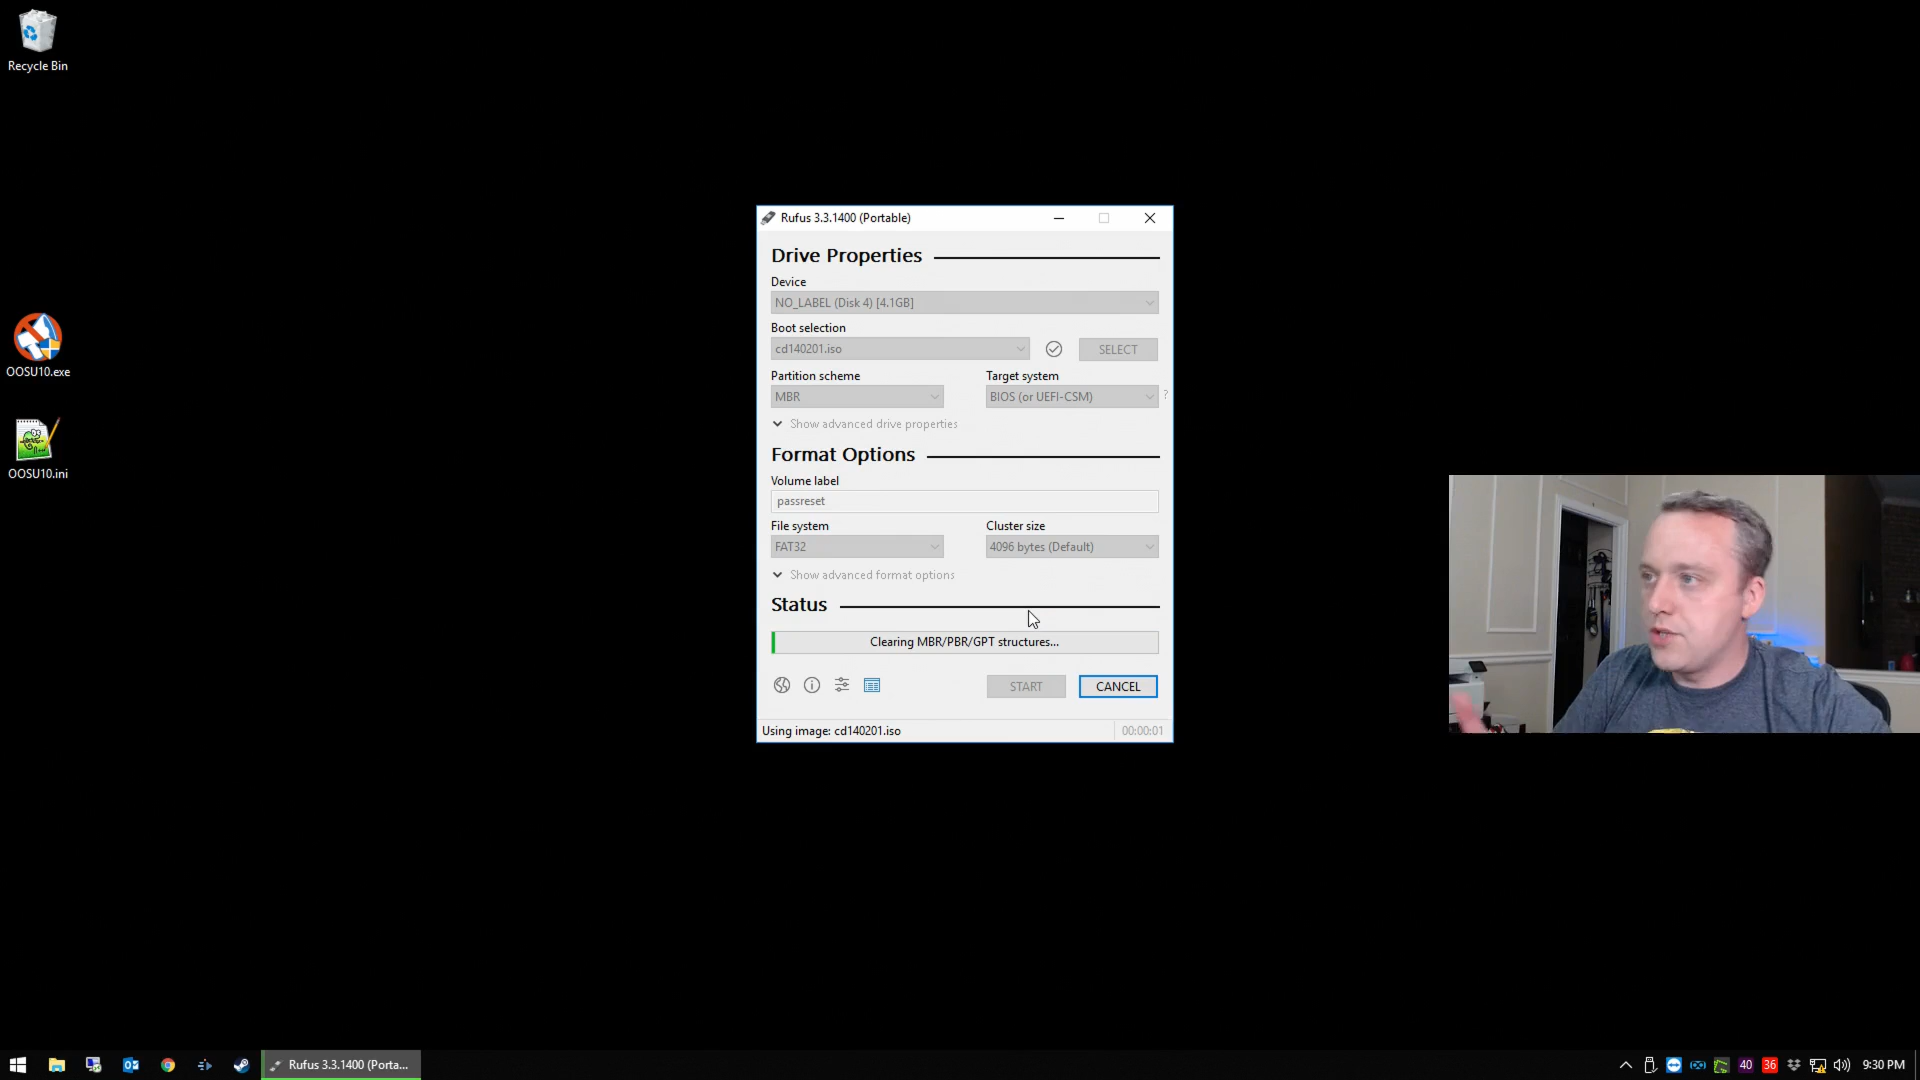 Recycle Bin
OOSU10.exe
OOSU10.ini
Rufus 3.3.1400 (Portable)
Drive Properties
Device
NO_LABEL (Disk 4) [4.1GB]
Boot selection
cd140201.iso
SELECT
Partition scheme
Target system
MBR
BIOS (or UEFI-CSM)
?
Show advanced drive properties
Format Options
Volume label
passreset
File system
Cluster size
FAT32
4096 bytes (Default)
Show advanced format options
Status
Clearing MBR/PBR/GPT structures...
START
CANCEL
Using image: cd140201.iso
00:00:01
Rufus 3.3.1400 (Porta...
40
36
9:30 PM